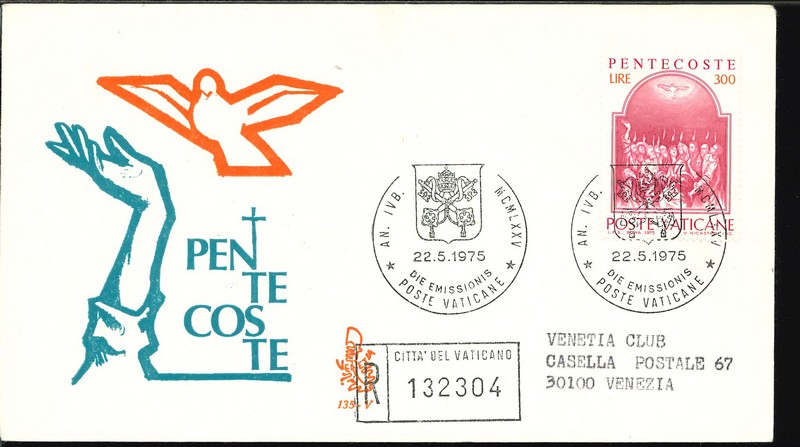 PEN
TE
COS
TE
PENTECOSTE
LIRE 300
POSTE VATICANE
AN. IVB. MCMLXXV
22.5.1975
DIE EMISSIONIS
POSTE VATICANE
AN. IVB. MCMLXXV
22.5.1975
DIE EMISSIONIS
POSTE VATICANE
135-V
R
CITTA' DEL VATICANO
132304
VENETIA CLUB
CASELLA POSTALE 67
30100 VENEZIA